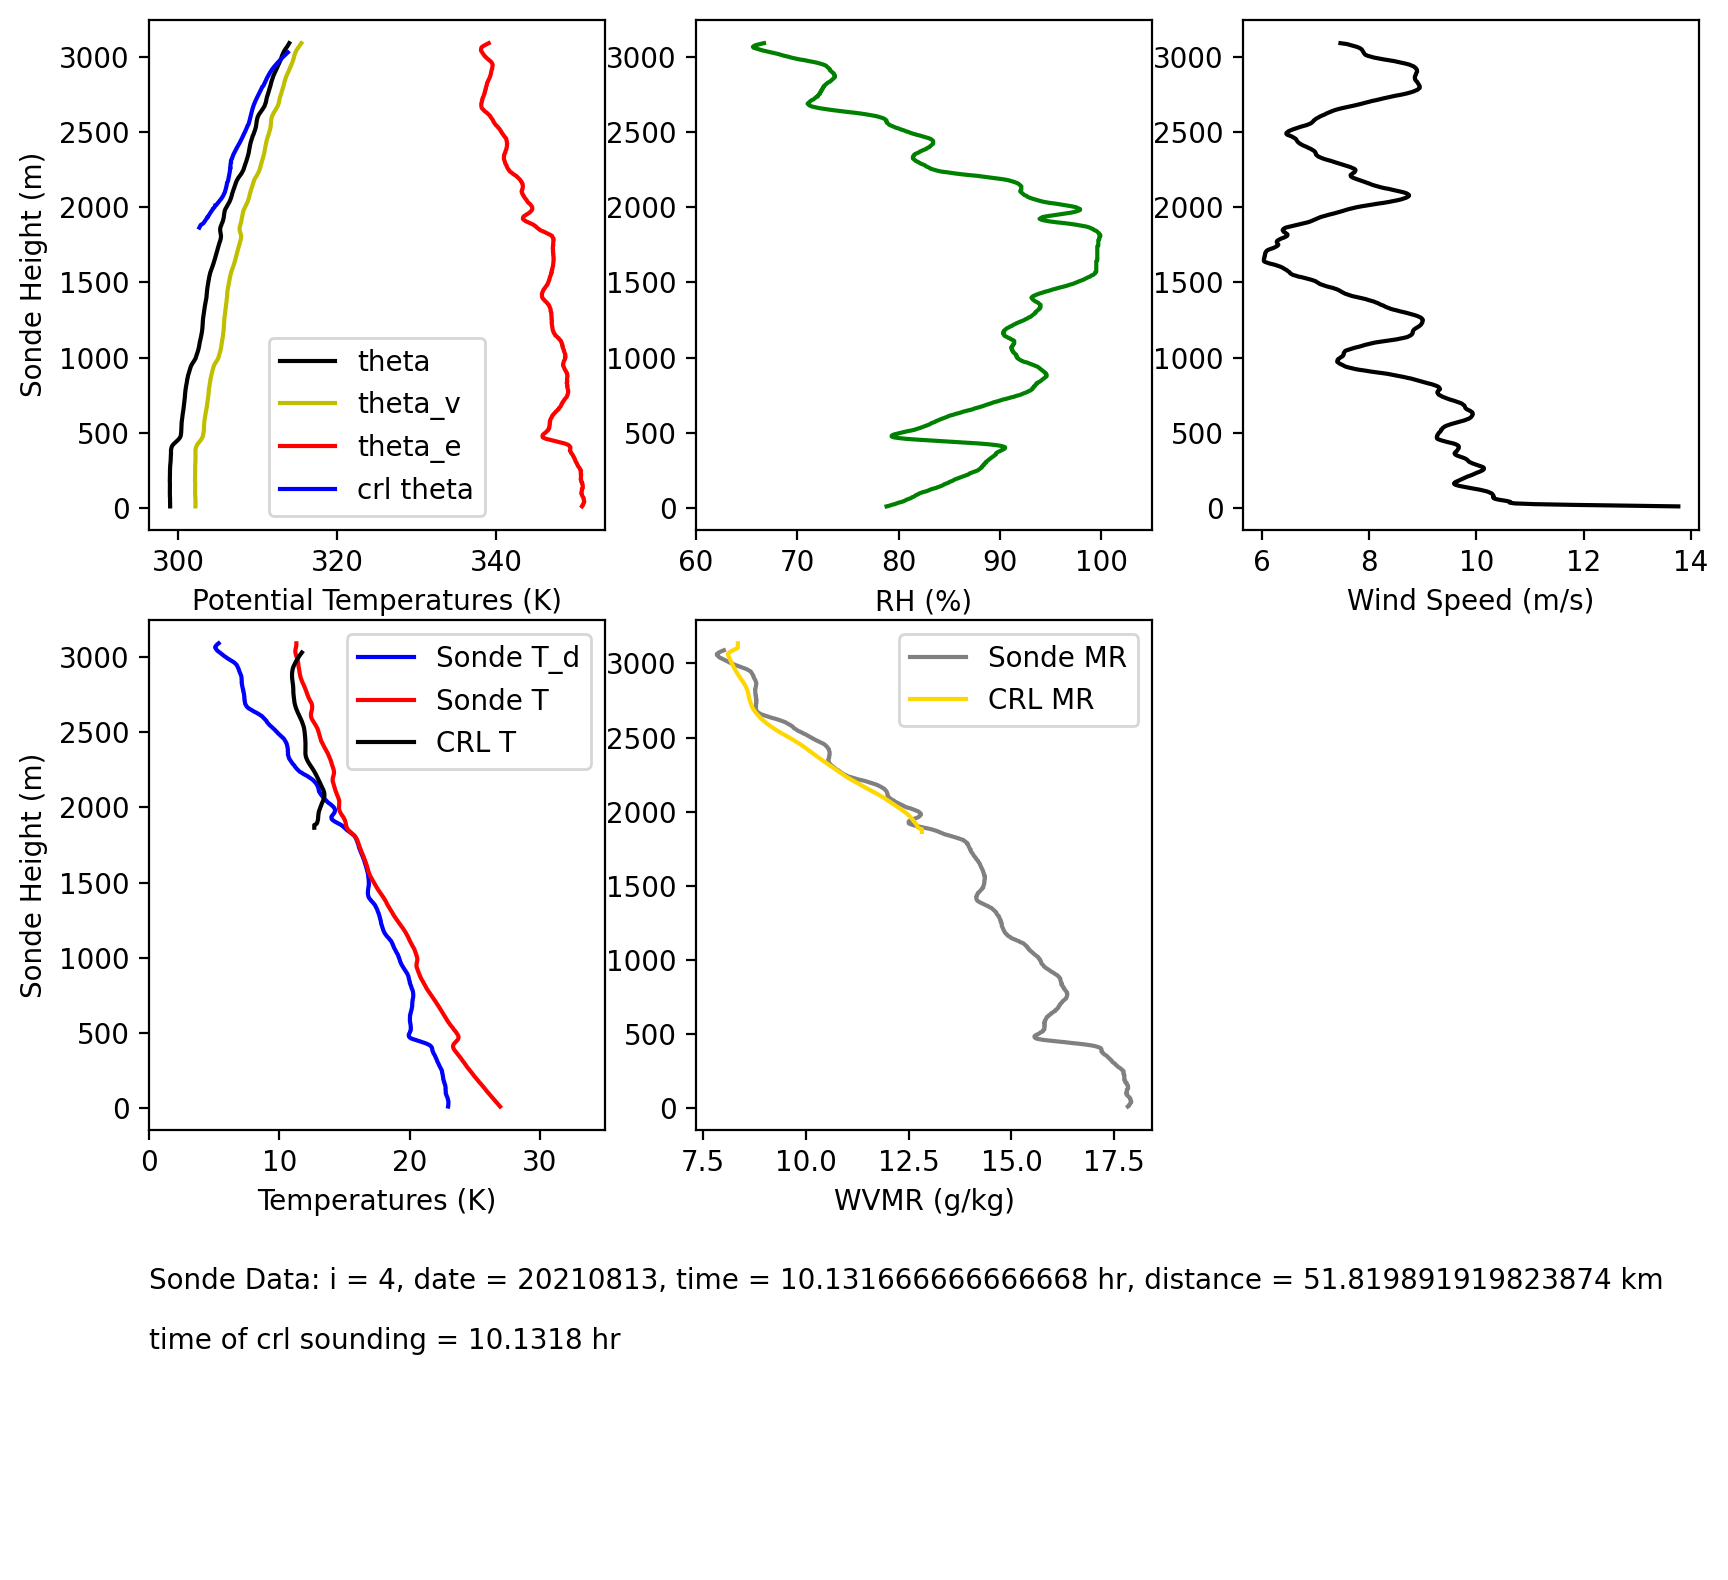 3000
2500
2000
1500
1000
500
0
Sonde Height (m)
theta
theta_v
theta_e
crl theta
300 320 340
Potential Temperatures (K)
3000
2500
2000
1500
1000
500
0
60 70 80 90 100
RH (%)
3000
2500
2000
1500
1000
500
0
6 8 10 12 14
Wind Speed (m/s)
3000
2500
2000
1500
1000
500
0
Sonde Height (m)
Sonde T_d
Sonde T
CRL T
0 10 20 30
Temperatures (K)
3000
2500
2000
1500
1000
500
0
Sonde MR
CRL MR
7.5 10.0 12.5 15.0 17.5
WVMR (g/kg)
Sonde Data: i = 4, date = 20210813, time = 10.131666666666668 hr, distance = 51.819891919823874 km
time of crl sounding = 10.1318 hr